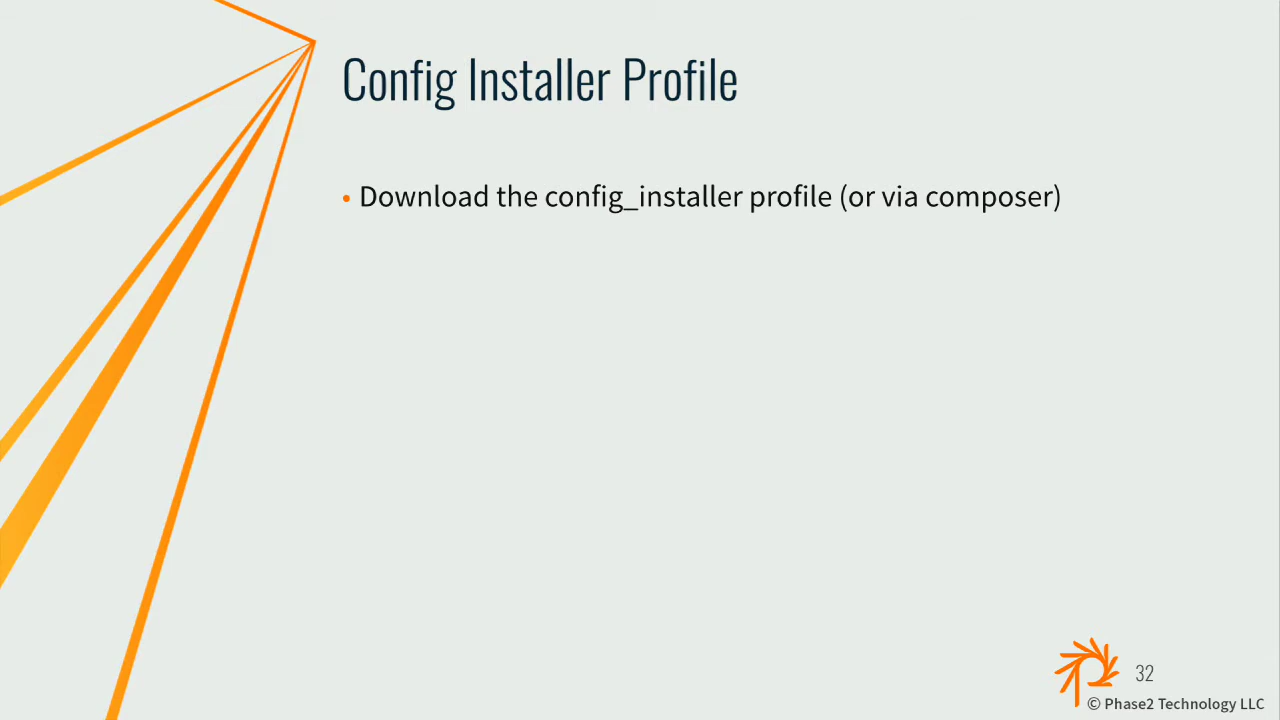 Config Installer Profile
• Download the config_installer profile (or via composer)
32
© Phase2 Technology LLC